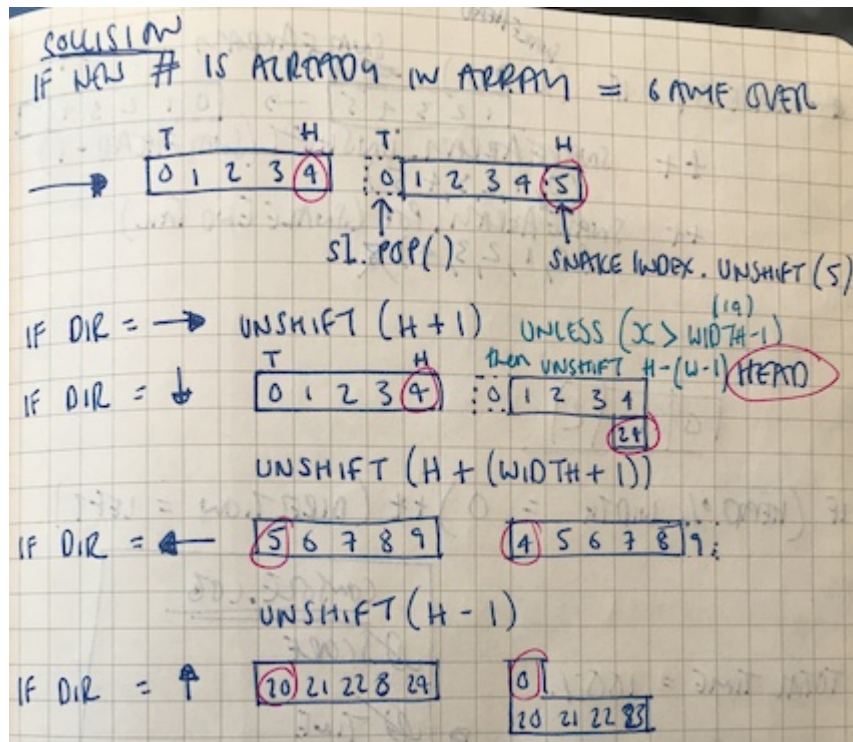 COLLISION
IF NEW # IS ALREADY IN ARRAY = GAME OVER
T H T H
→ 0 1 2 3 4 0 1 2 3 4 5
SI.POP() SNAKE INDEX.UNSHIFT(5)
(19)
IF DIR = → UNSHIFT (H+1) UNLESS (X > WIDTH-1)
then UNSHIFT H-(W-1) HEAD
T H
IF DIR = ↓ 0 1 2 3 4 0 1 2 3 4
24
UNSHIFT (H + (WIDTH+1))
IF DIR = ← 5 6 7 8 9 4 5 6 7 8 9
UNSHIFT (H - 1)
IF DIR = ↑ 20 21 22 23 24 0
20 21 22 23